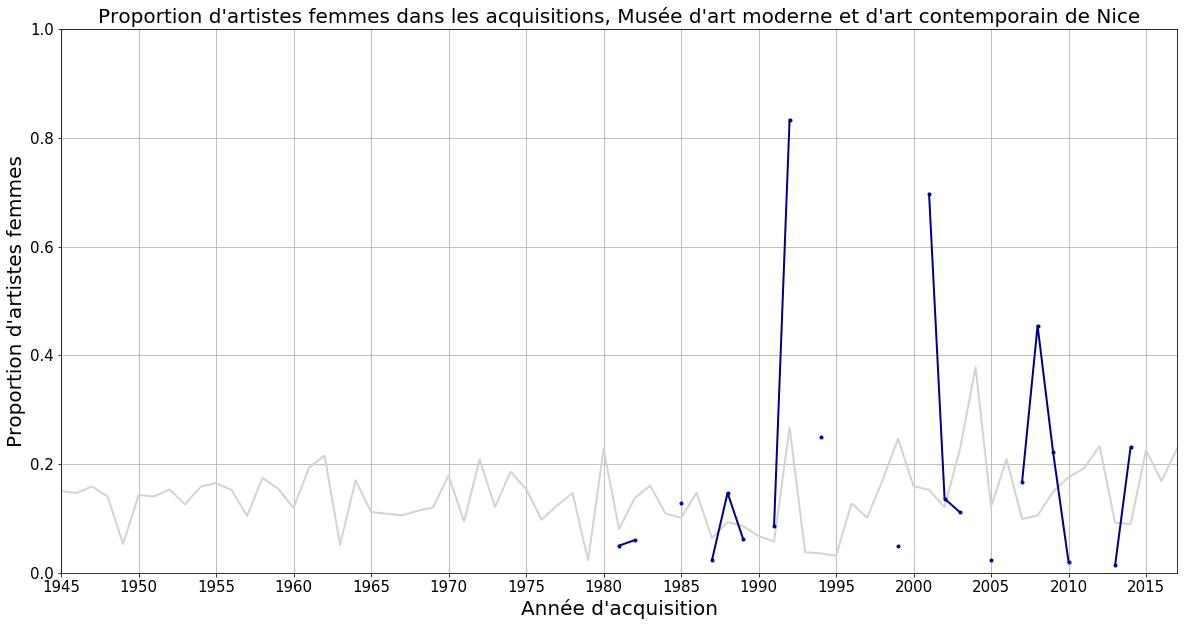 Proportion d'artistes femmes dans les acquisitions, Musée d'art moderne et d'art contemporain de Nice
Proportion d'artistes femmes
1.0
0.8
0.6
0.4
0.2
0.0
1945 1950 1955 1960 1965 1970 1975 1980 1985 1990 1995 2000 2005 2010 2015
Année d'acquisition